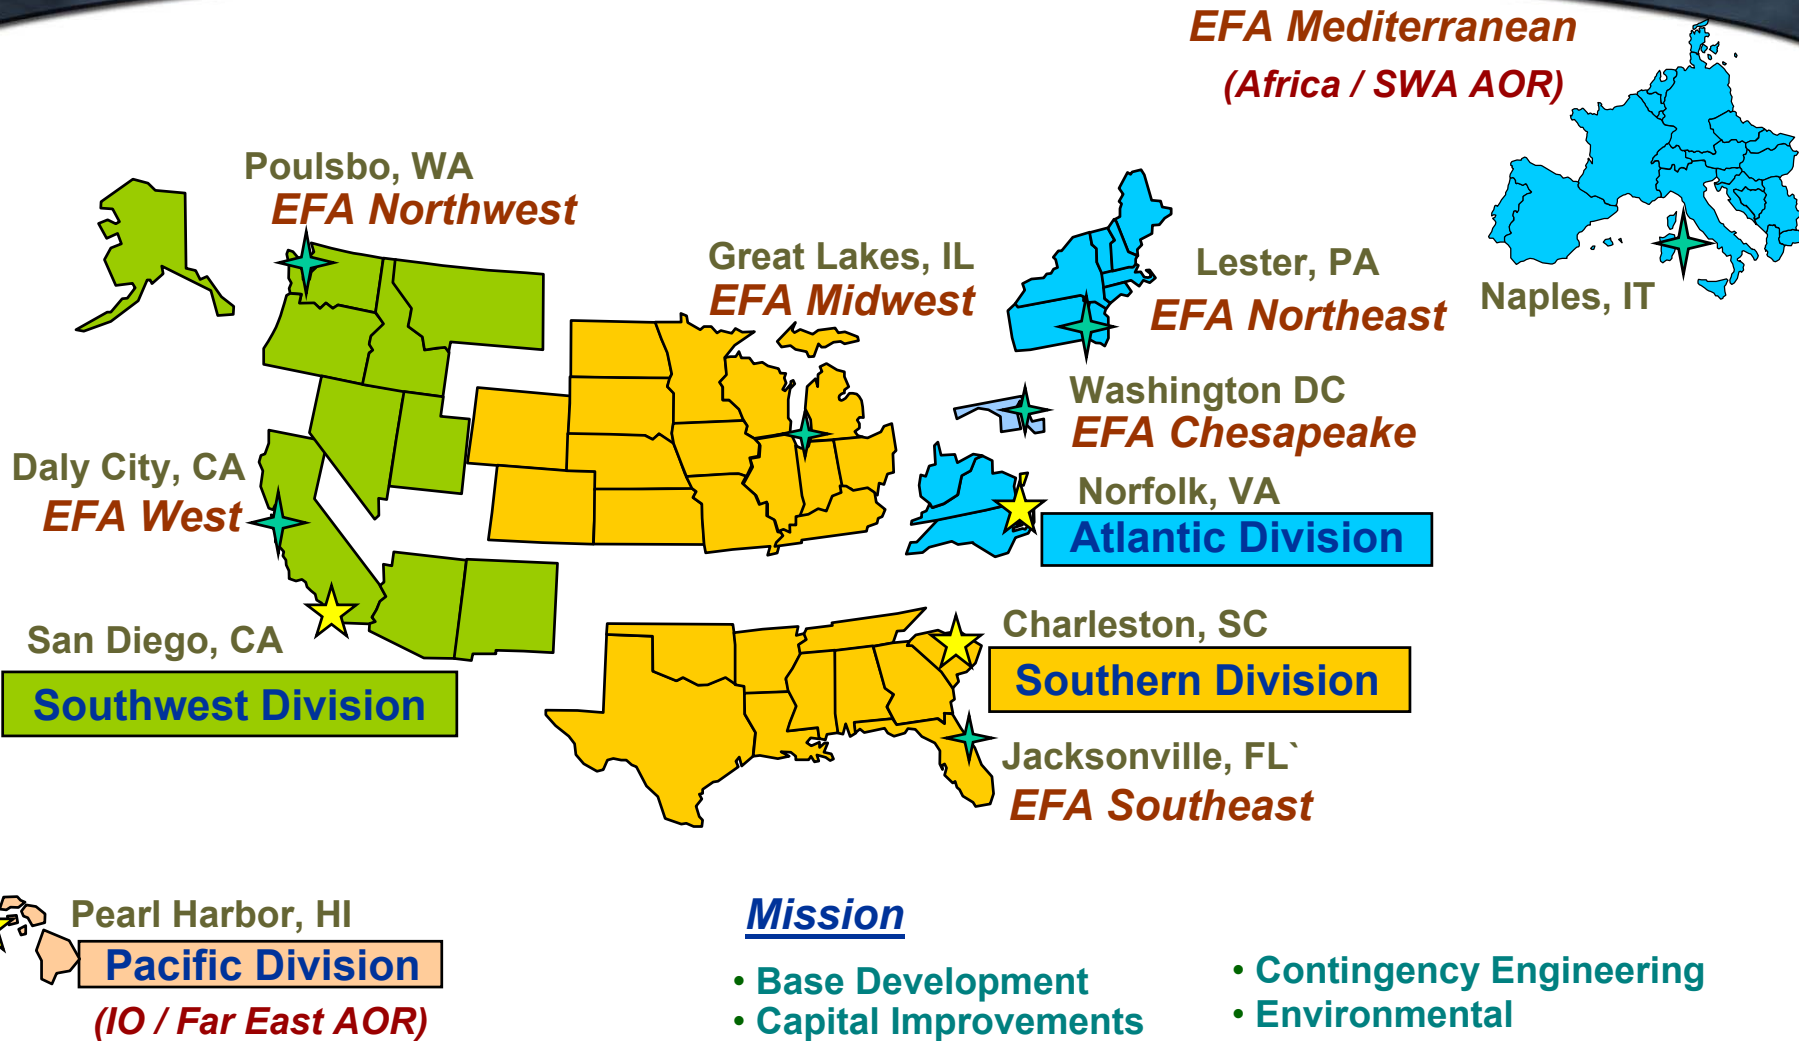 EFA Mediterranean
(Africa / SWA AOR)
Poulsbo, WA
EFA Northwest
Great Lakes, IL
EFA Midwest
Lester, PA
EFA Northeast
Naples, IT
Washington DC
EFA Chesapeake
Daly City, CA
EFA West
Norfolk, VA
Atlantic Division
San Diego, CA
Southwest Division
Charleston, SC
Southern Division
Jacksonville, FL`
EFA Southeast
Pearl Harbor, HI
Pacific Division
(IO / Far East AOR)
Mission
• Base Development
• Capital Improvements
• Contingency Engineering
• Environmental